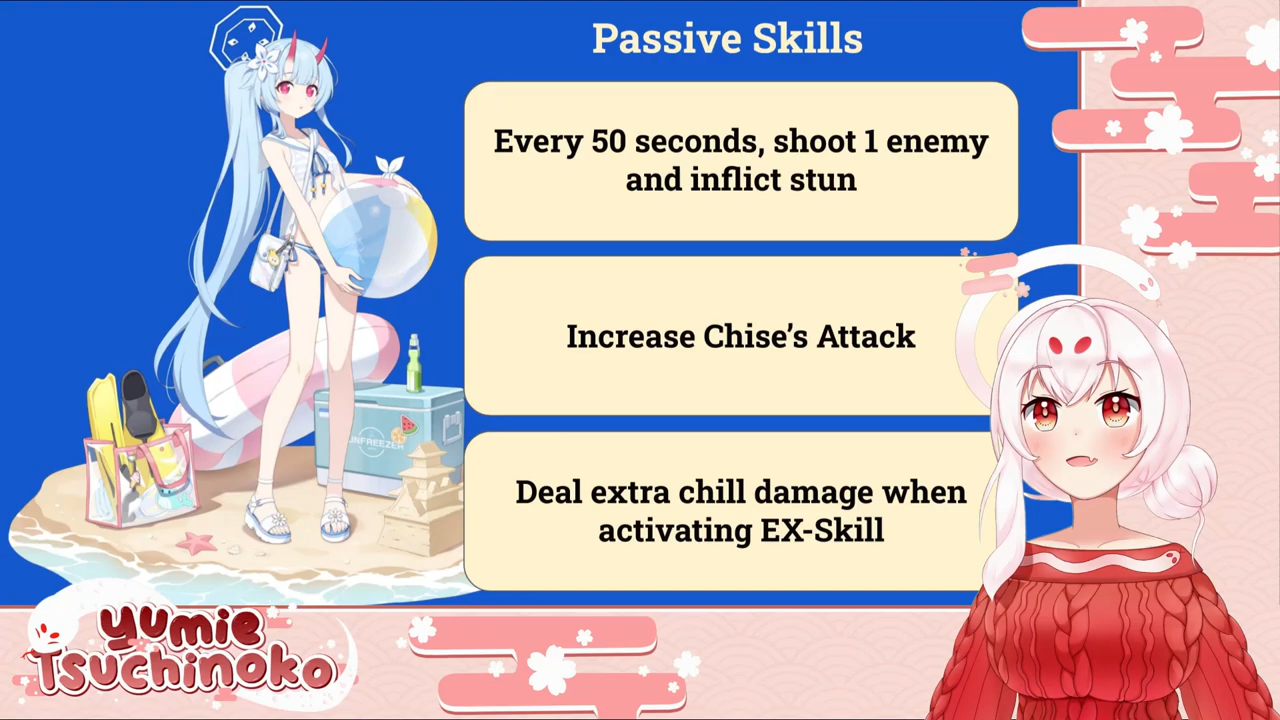 Passive Skills
Every 50 seconds, shoot 1 enemy
and inflict stun
Increase Chise's Attack
Deal extra chill damage when
activating EX-Skill
UNFREEZER
yumie
Tsuchinoko